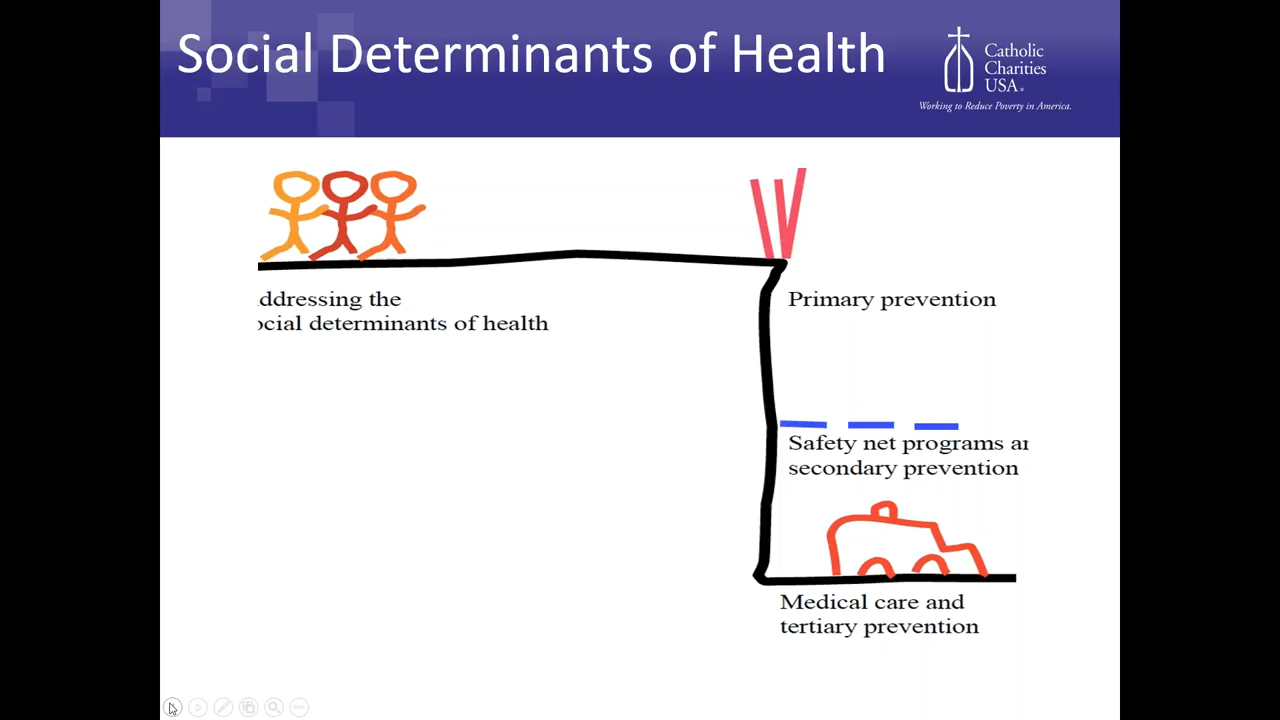 Social Determinants of Health
Catholic
Charities
USA®
Working to Reduce Poverty in America.
ddressing the
ocial determinants of health
Primary prevention
Safety net programs ar
secondary prevention
Medical care and
tertiary prevention